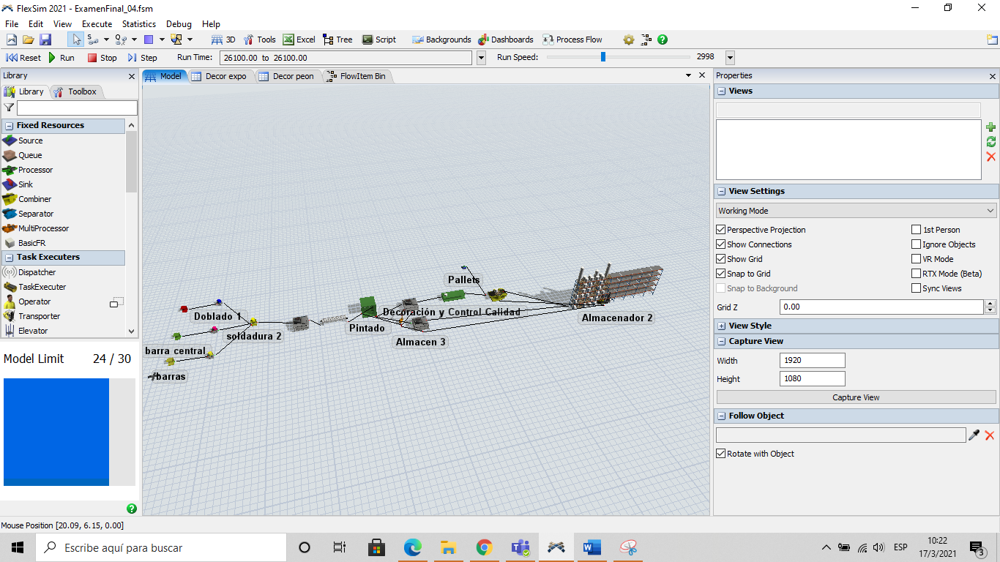 FlexSim 2021 - ExamenFinal_04.fsm
File Edit View Execute Statistics Debug Help
3D Tools Excel Tree Script Backgrounds Dashboards Process Flow
Reset Run Stop Step Run Time: 26100.00 to 26100.00 Run Speed: 2998
Library
Library Toolbox
Fixed Resources
Source
Queue
Processor
Sink
Combiner
Separator
MultiProcessor
BasicFR
Task Executers
Dispatcher
TaskExecuter
Operator
Transporter
Elevator
Model Limit 24 / 30
Model Decor expo Decor peon FlowItem Bin
Pallets
Doblado 1
Decoración y Control Calidad
Almacenador 2
Pintado
soldadura 2
Almacen 3
barra central
barras
Properties
Views
View Settings
Working Mode
Perspective Projection 1st Person
Show Connections Ignore Objects
Show Grid VR Mode
Snap to Grid RTX Mode (Beta)
Snap to Background Sync Views
Grid Z 0.00
View Style
Capture View
Width 1920
Height 1080
Capture View
Follow Object
Rotate with Object
Mouse Position [20.09, 6.15, 0.00]
Escribe aquí para buscar
ESP
10:22
17/3/2021
3